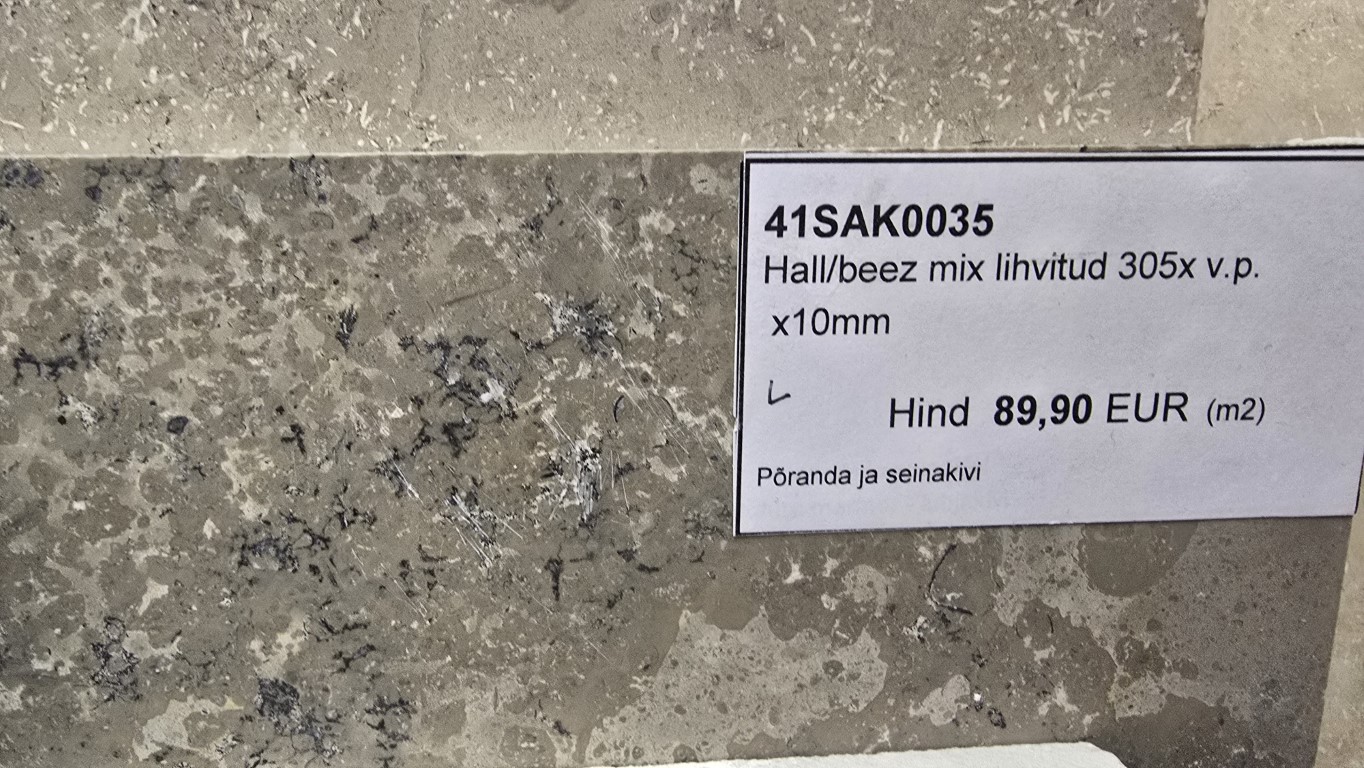 41SAK0035
Hall/beez mix lihvitud 305x v.p.
x10mm
Hind 89,90 EUR (m2)
Põranda ja seinakivi